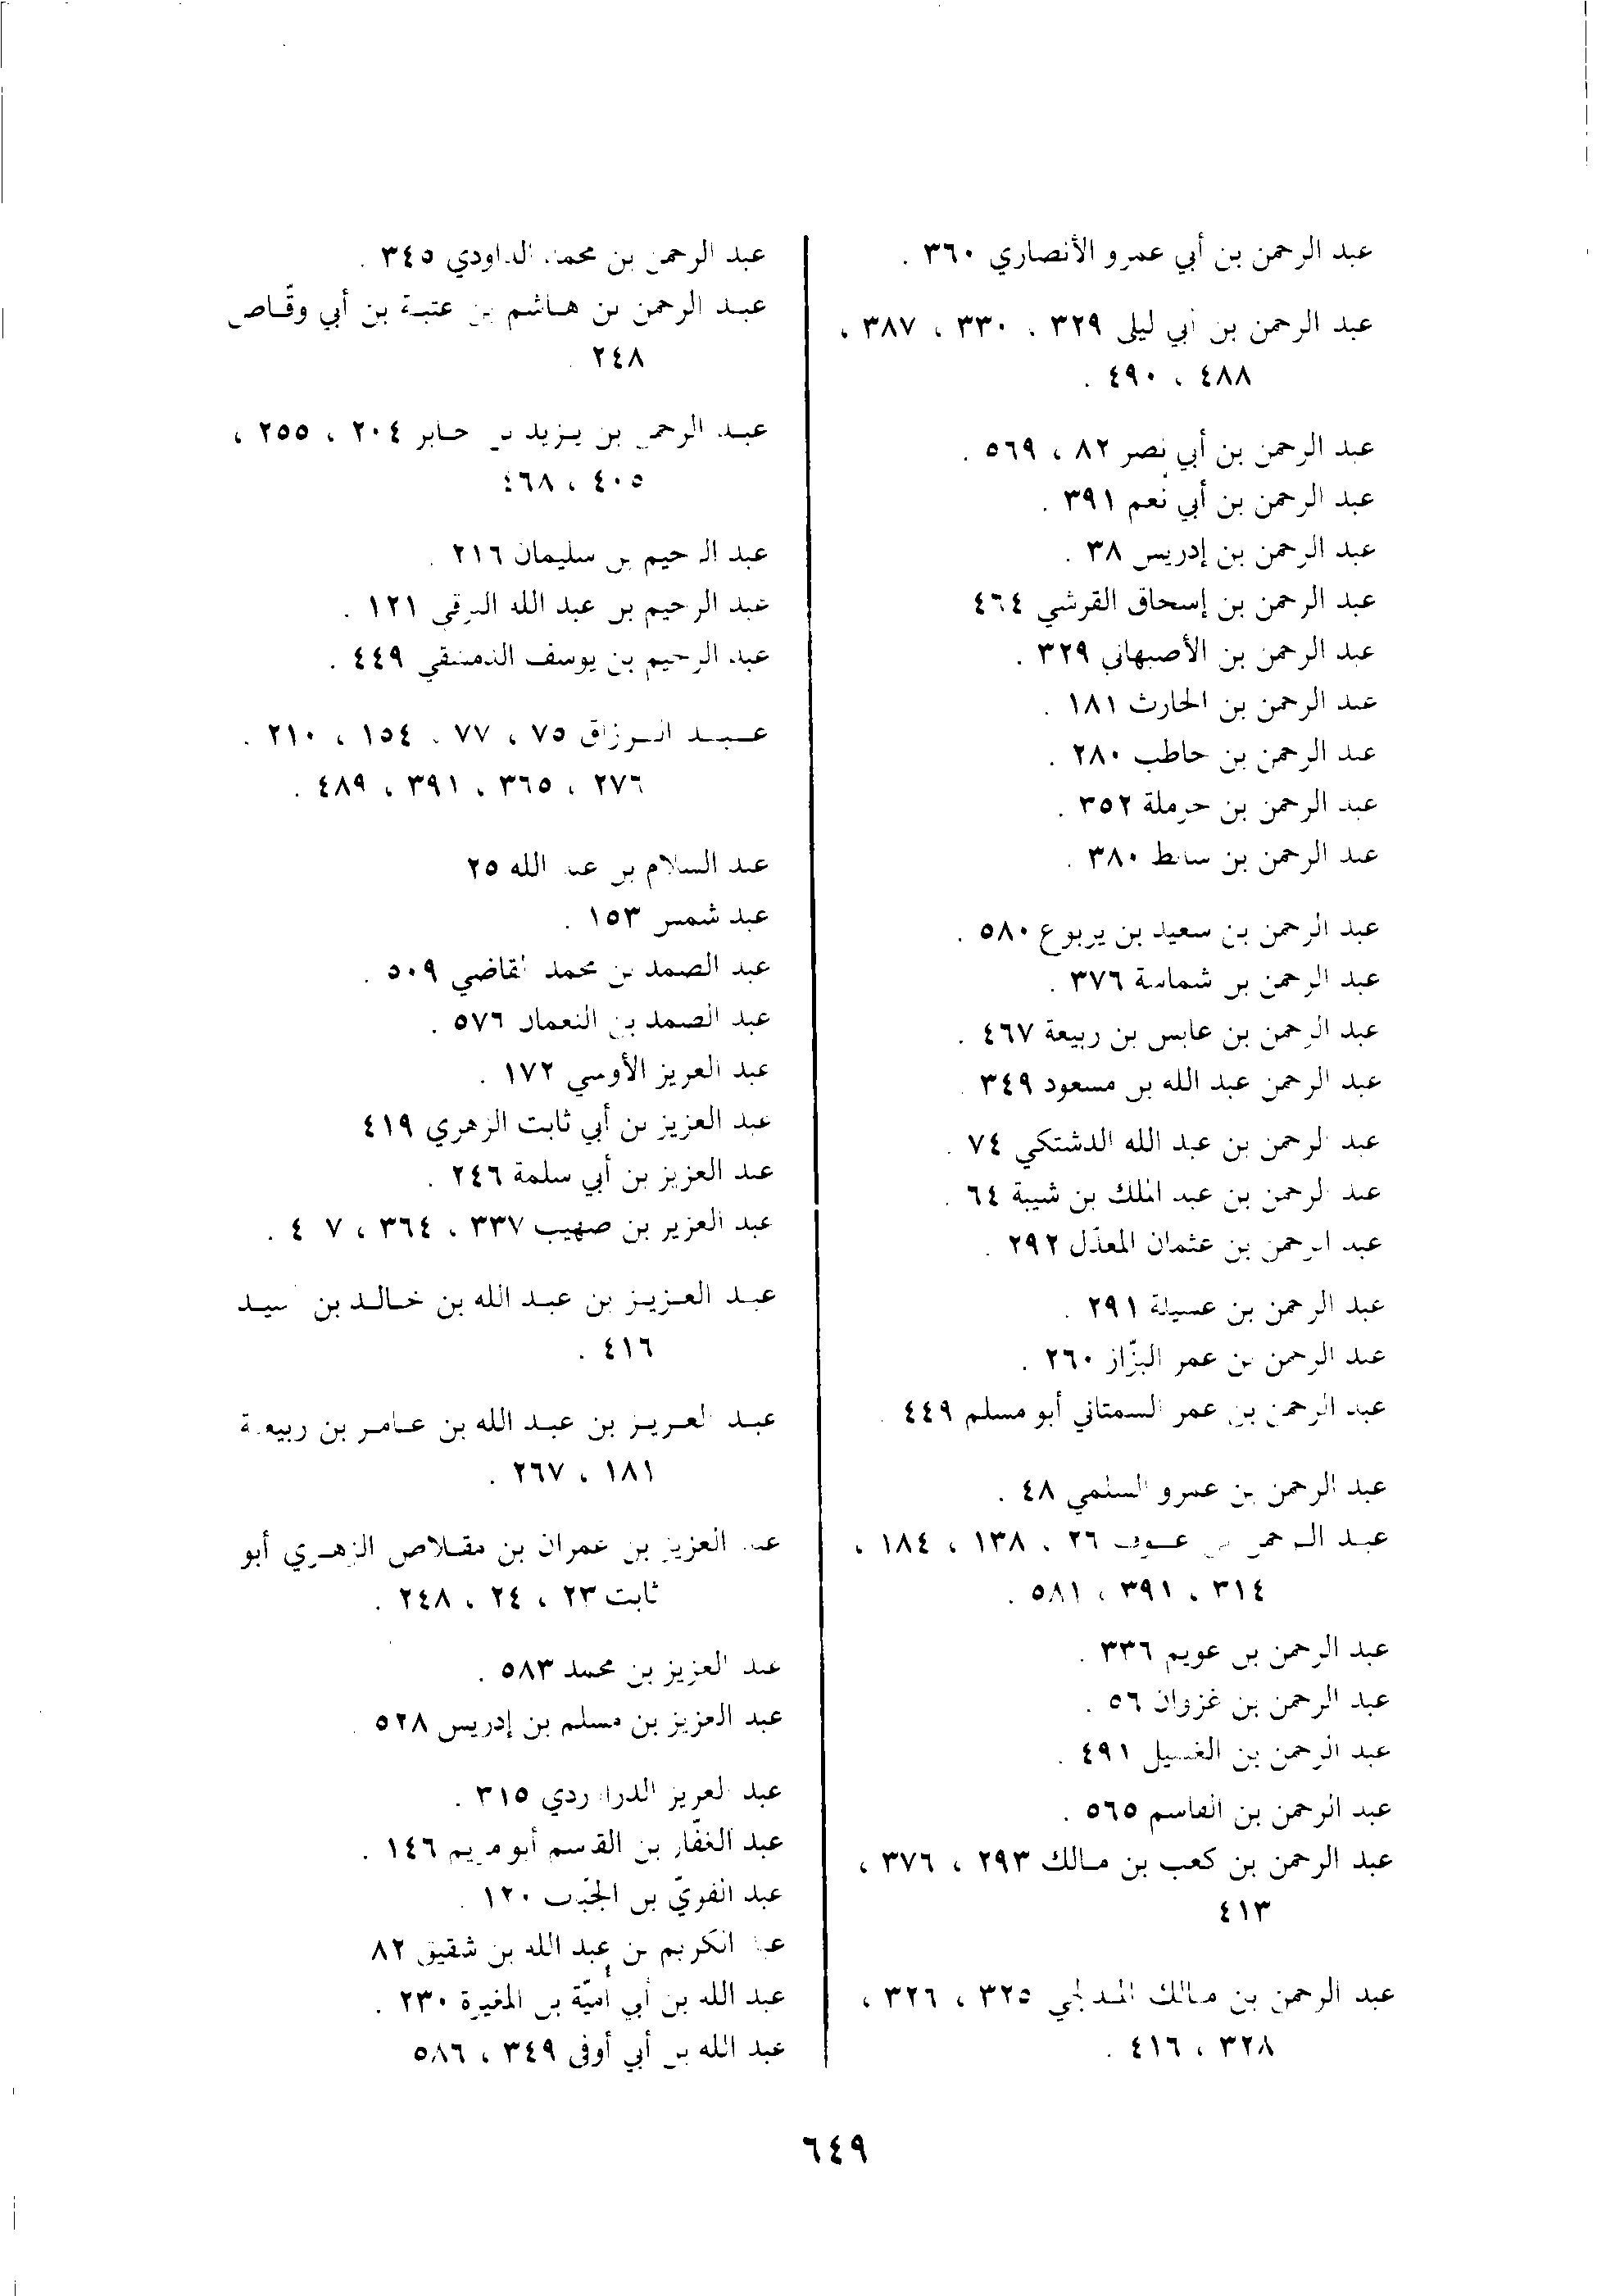 عبد الرحمن بن أبي عمرو الأنصاري ٣٦٠ .
عبد الرحمن بن أبي ليلى ٣٢٩ ، ٣٣٠ ، ٣٨٧ ،
٤٨٨ ، ٤٩٠ .
عبد الرحمن بن أبي نصر ٨٢ ، ٥٦٩ .
عبد الرحمن بن أبي نُعم ٣٩١ .
عبد الرحمن بن إدريس ٣٨ .
عبد الرحمن بن إسحاق القرشي ٤٦٤
عبد الرحمن بن الأصبهاني ٣٢٩ .
عبد الرحمن بن الحارث ١٨١ .
عبد الرحمن بن حاطب ٢٨٠ .
عبد الرحمن بن حرملة ٣٥٢ .
عبد الرحمن بن سابط ٣٨٠ .
عبد الرحمن بن سعيد بن يربوع ٥٨٠ .
عبد الرحمن بن شماسة ٣٧٦ .
عبد الرحمن بن عابس بن ربيعة ٤٦٧ .
عبد الرحمن عبد الله بن مسعود ٣٤٩ .
عبد الرحمن بن عبد الله الدشتكي ٧٤ .
عبد الرحمن بن عبد الملك بن شيبة ٦٤ .
عبد الرحمن بن عثمان المعدّل ٢٩٢ .
عبد الرحمن بن عسيلة ٢٩١ .
عبد الرحمن بن عمر البزّاز ٢٦٠ .
عبد الرحمن بن عمر السمتاني أبو مسلم ٤٤٩ .
عبد الرحمن بن عمرو السلمي ٤٨ .
عبد الرحمن بن عوف ٢٦ ، ١٣٨ ، ١٨٤ ،
٣١٤ ، ٣٩١ ، ٥٨١ .
عبد الرحمن بن عويم ٣٣٦ .
عبد الرحمن بن غزوان ٥٦ .
عبد الرحمن بن الغسيل ٤٩١ .
عبد الرحمن بن القاسم ٥٦٥ .
عبد الرحمن بن كعب بن مالك ٢٩٣ ، ٣٧٦ ،
٤١٣
عبد الرحمن بن مالك المدلجي ٣٢٥ ، ٣٢٦ ،
٣٢٨ ، ٤١٦ .
عبد الرحمن بن محمد الداودي ٣٤٥ .
عبد الرحمن بن هاشم بن عتبة بن أبي وقّاص
٢٤٨ .
عبد الرحمن بن يزيد بن جابر ٢٠٤ ، ٢٥٥ ،
٤٠٥ ، ٤٦٨
عبد الرحيم بن سليمان ٢١٦ .
عبد الرحيم بن عبد الله البرقي ١٢١ .
عبد الرحيم بن يوسف الدمشقي ٤٤٩ .
عبد الرزاق ٧٥ ، ٧٧ ، ١٥٤ ، ٢١٠ .
٢٧٦ ، ٣٦٥ ، ٣٩١ ، ٤٨٩ .
عبد السلام بن عبد الله ٢٥
عبد شمس ١٥٣ .
عبد الصمد بن محمد القاضي ٥٠٩ .
عبد الصمد بن النعمان ٥٧٦ .
عبد العزيز الأوسي ١٧٢ .
عبد العزيز بن أبي ثابت الزهري ٤١٩
عبد العزيز بن أبي سلمة ٢٤٦ .
عبد العزيز بن صهيب ٣٣٧ ، ٣٦٤ ،
عبد العزيز بن عبد الله بن خالد بن أسيد
٤١٦ .
عبد العزيز بن عبد الله بن عامر بن ربيعة
١٨١ ، ٢٦٧ .
عبد العزيز بن عمران بن مقلاص الزهري أبو
ثابت ٢٣ ، ٢٤ ، ٢٤٨ .
عبد العزيز بن محمد ٥٨٣ .
عبد العزيز بن مسلم بن إدريس ٥٢٨ .
عبد العزيز الدراوردي ٣١٥ .
عبد الغفّار بن القاسم أبو مريم ١٤٦ .
عبد القويّ بن الجبّاب ١٢٠ .
عبد الكريم بن عبد الله بن شقيق ٨٢
عبد الله بن أبي أُميّة بن المغيرة ٢٣٠ .
عبد الله بن أبي أوفى ٣٤٩ ، ٥٨٦
٦٤٩